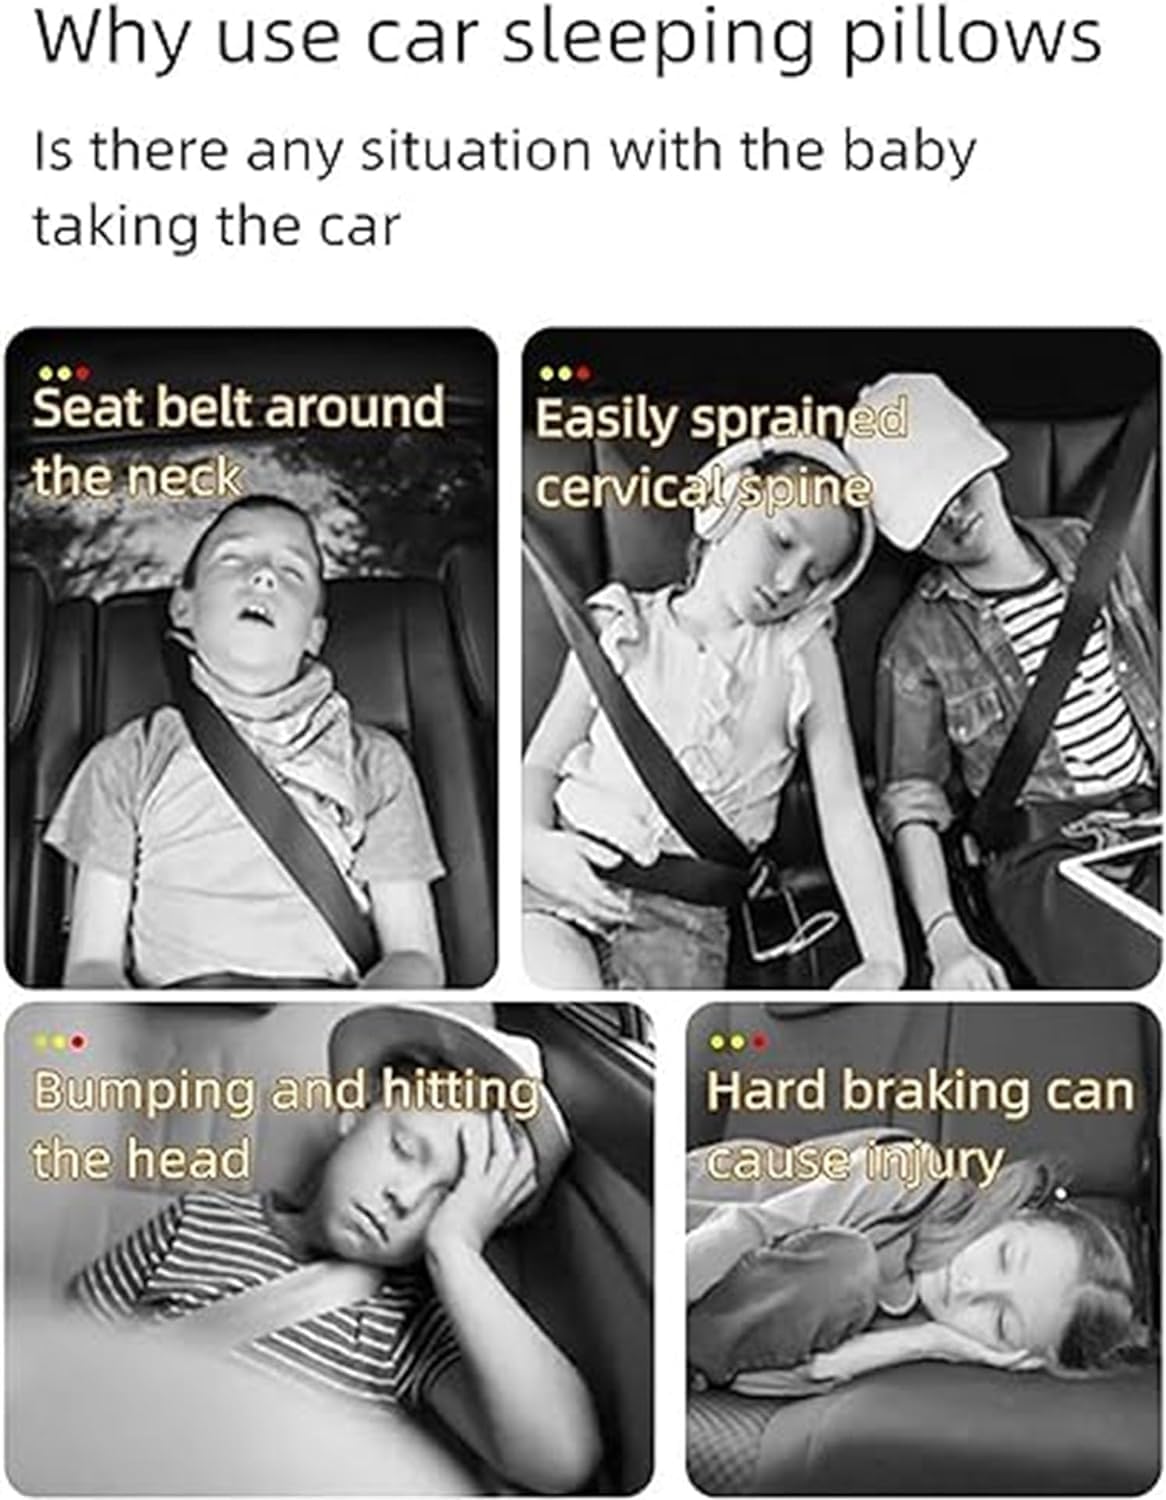 Why use car sleeping pillows
Is there any situation with the baby
taking the car
Seat belt around
the neck
Easily sprained
cervical spine
Bumping and hitting
the head
Hard braking can
cause injury